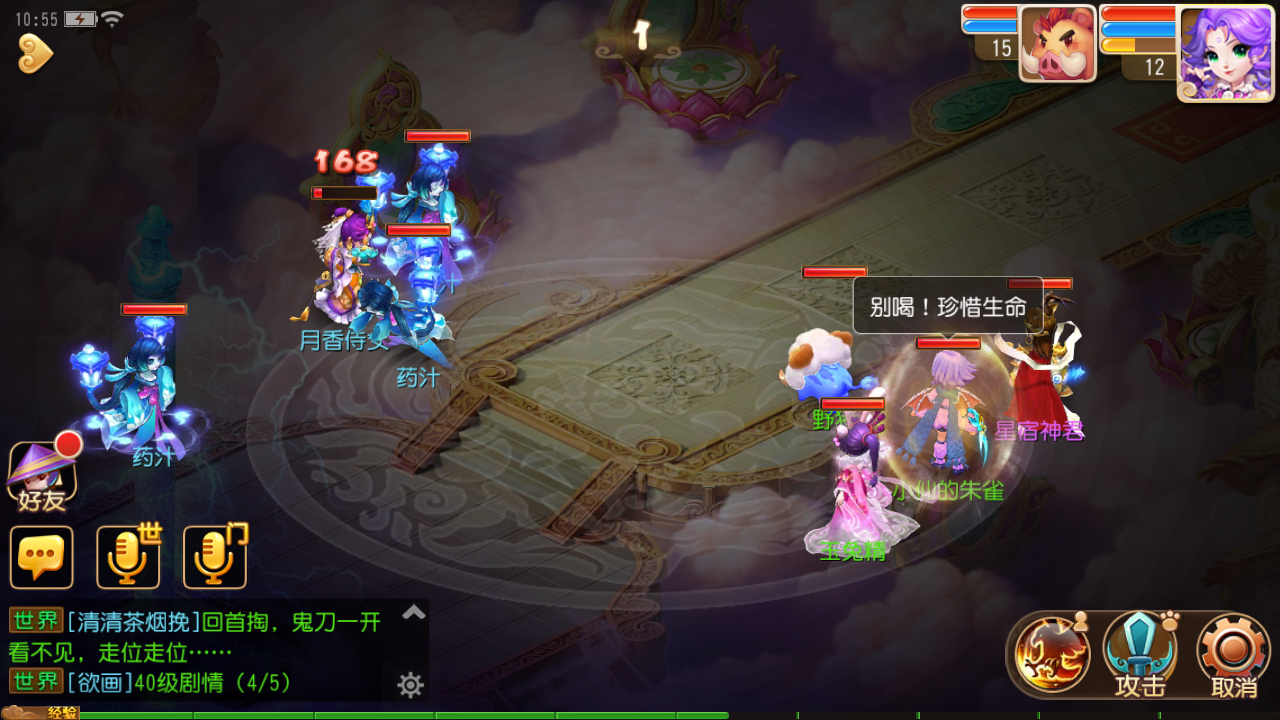 10:55
1
15
12
168
别喝！珍惜生命
月香侍女
药汁
药汁
星宿神君
小仙的朱雀
玉兔精
好友
世
门
世界 [清清茶烟挽]回首掏，鬼刀一开
看不见，走位走位……
世界 [欲画]40级剧情（4/5）
攻击
取消
经验